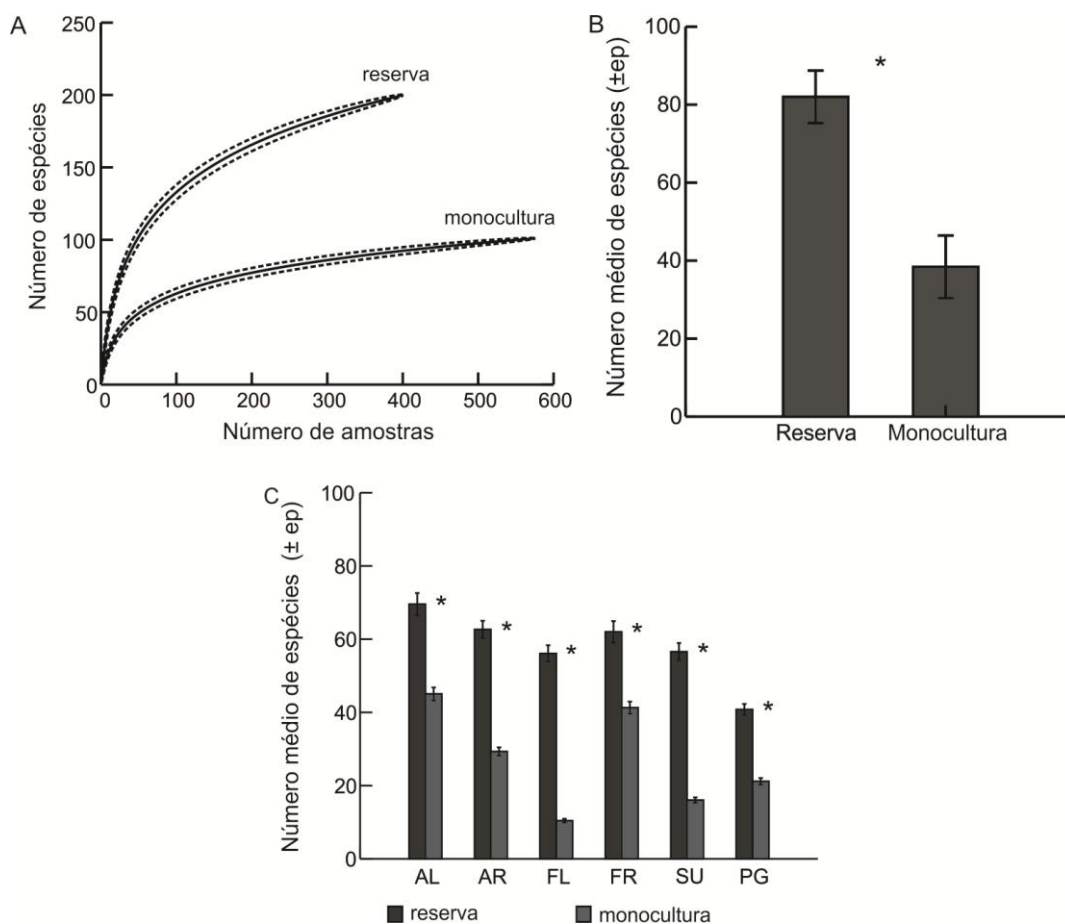 A
250
200
150
100
50
0
Número de espécies
reserva
monocultura
0 100 200 300 400 500 600
Número de amostras
B
100
80
60
40
20
0
Número médio de espécies (±ep)
*
Reserva Monocultura
C
100
80
60
40
20
0
Número médio de espécies (± ep)
* * * * * *
AL AR FL FR SU PG
reserva monocultura